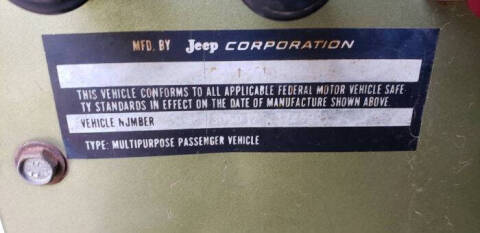 MFD. BY Jeep CORPORATION
THIS VEHICLE CONFORMS TO ALL APPLICABLE FEDERAL MOTOR VEHICLE SAFE
TY STANDARDS IN EFFECT ON THE DATE OF MANUFACTURE SHOWN ABOVE.
VEHICLE NUMBER
TYPE: MULTIPURPOSE PASSENGER VEHICLE